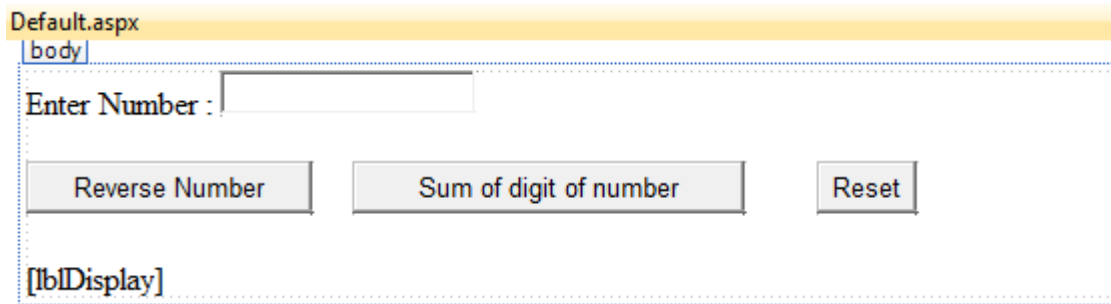 Default.aspx
body
Enter Number :
Reverse Number Sum of digit of number Reset
[lblDisplay]